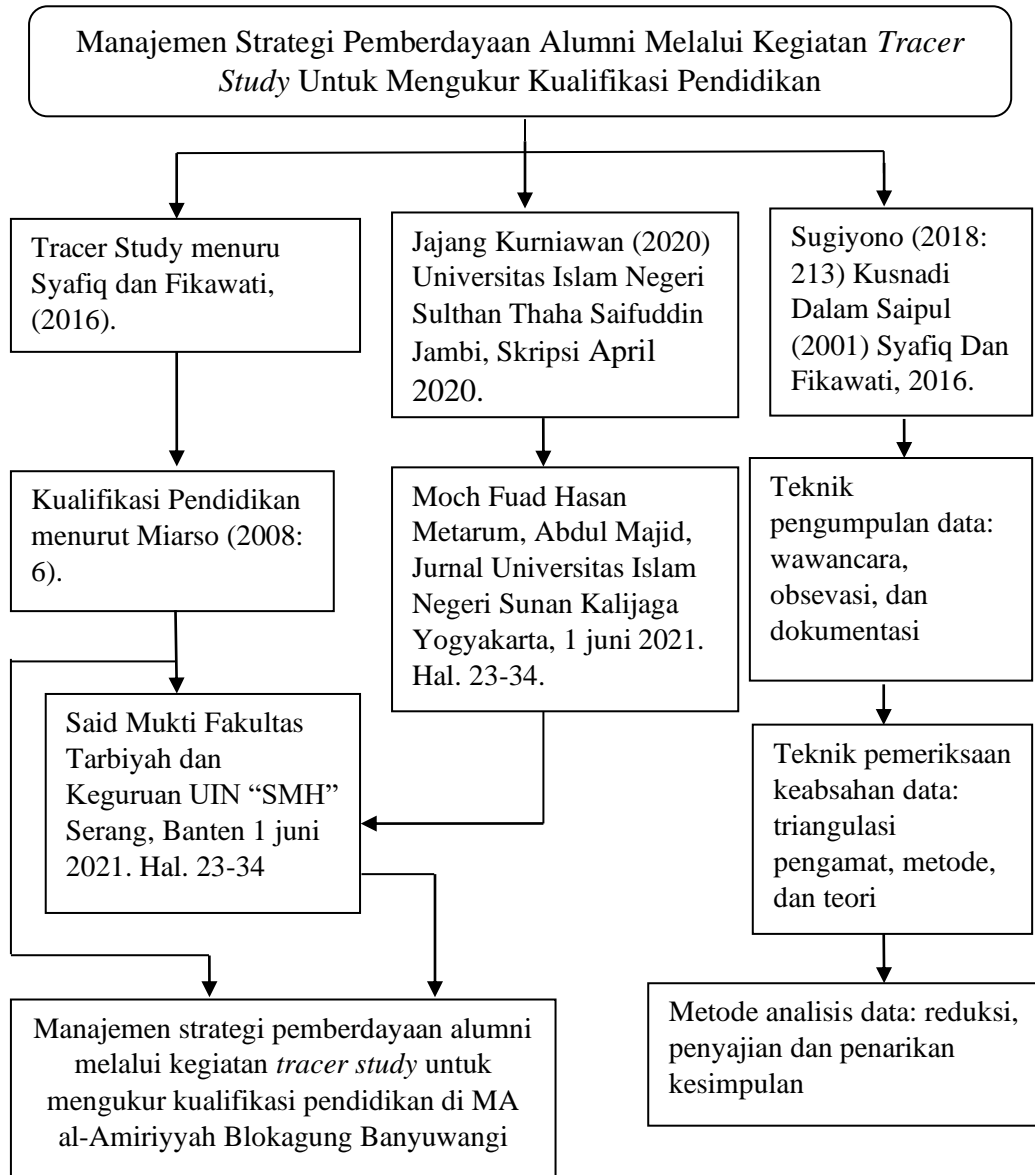 Manajemen Strategi Pemberdayaan Alumni Melalui Kegiatan Tracer
Study Untuk Mengukur Kualifikasi Pendidikan
Tracer Study menuru
Syafiq dan Fikawati,
(2016).
Jajang Kurniawan (2020)
Universitas Islam Negeri
Sulthan Thaha Saifuddin
Jambi, Skripsi April
2020.
Sugiyono (2018:
213) Kusnadi
Dalam Saipul
(2001) Syafiq Dan
Fikawati, 2016.
Kualifikasi Pendidikan
menurut Miarso (2008:
6).
Moch Fuad Hasan
Metarum, Abdul Majid,
Jurnal Universitas Islam
Negeri Sunan Kalijaga
Yogyakarta, 1 juni 2021.
Hal. 23-34.
Teknik
pengumpulan data:
wawancara,
obsevasi, dan
dokumentasi
Said Mukti Fakultas
Tarbiyah dan
Keguruan UIN “SMH”
Serang, Banten 1 juni
2021. Hal. 23-34
Teknik pemeriksaan
keabsahan data:
triangulasi
pengamat, metode,
dan teori
Manajemen strategi pemberdayaan alumni
melalui kegiatan tracer study untuk
mengukur kualifikasi pendidikan di MA
al-Amiriyyah Blokagung Banyuwangi
Metode analisis data: reduksi,
penyajian dan penarikan
kesimpulan